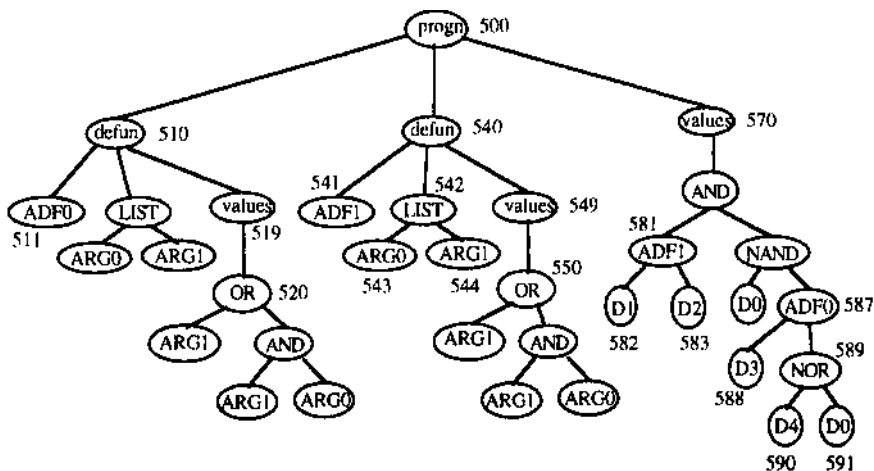 progn 500
defun 510
defun 540
values 570
541
542
AND
ADF0
LIST
values
ADF1
LIST
values 549
581
511
519
ADF1
NAND
ARG0
ARG1
ARG0
ARG1
543
544
550
OR 520
OR
D1
D2
D0
ADF0 587
582
583
ARG1
AND
ARG1
AND
589
D3
NOR
588
ARG1
ARG0
ARG1
ARG0
D4
D0
590
591